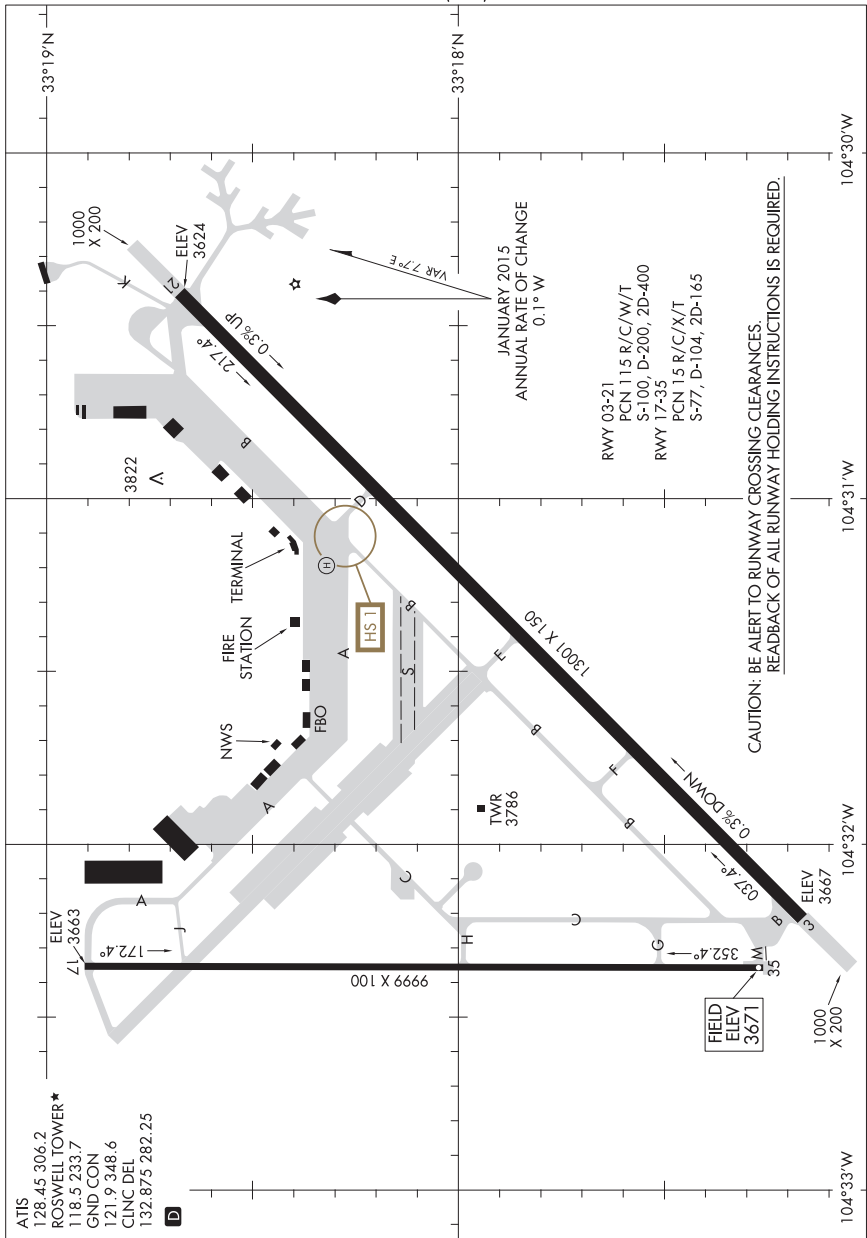 ATIS
128.45 306.2
ROSWELL TOWER★
118.5 233.7
GND CON
121.9 348.6
CLNC DEL
132.875 282.25
D
33°19'N
33°18'N
104°30'W
104°31'W
104°32'W
104°33'W
1000
X 200
ELEV
3624
K
21
217.4°
0.3% UP
VAR 7.7° E
JANUARY 2015
ANNUAL RATE OF CHANGE
0.1° W
3822
B
D
TERMINAL
H
HS 1
FIRE
STATION
A
FBO
NWS
S
B
E
13001 X 150
RWY 03-21
PCN 115 R/C/W/T
S-100, D-200, 2D-400
RWY 17-35
PCN 15 R/C/X/T
S-77, D-104, 2D-165
CAUTION: BE ALERT TO RUNWAY CROSSING CLEARANCES.
READBACK OF ALL RUNWAY HOLDING INSTRUCTIONS IS REQUIRED.
A
C
TWR
3786
B
F
B
0.3% DOWN
037.4°
ELEV
3667
3
B
A
J
ELEV
3663
17
172.4°
9999 X 100
H
C
G
352.4°
W
35
FIELD
ELEV
3671
1000
X 200